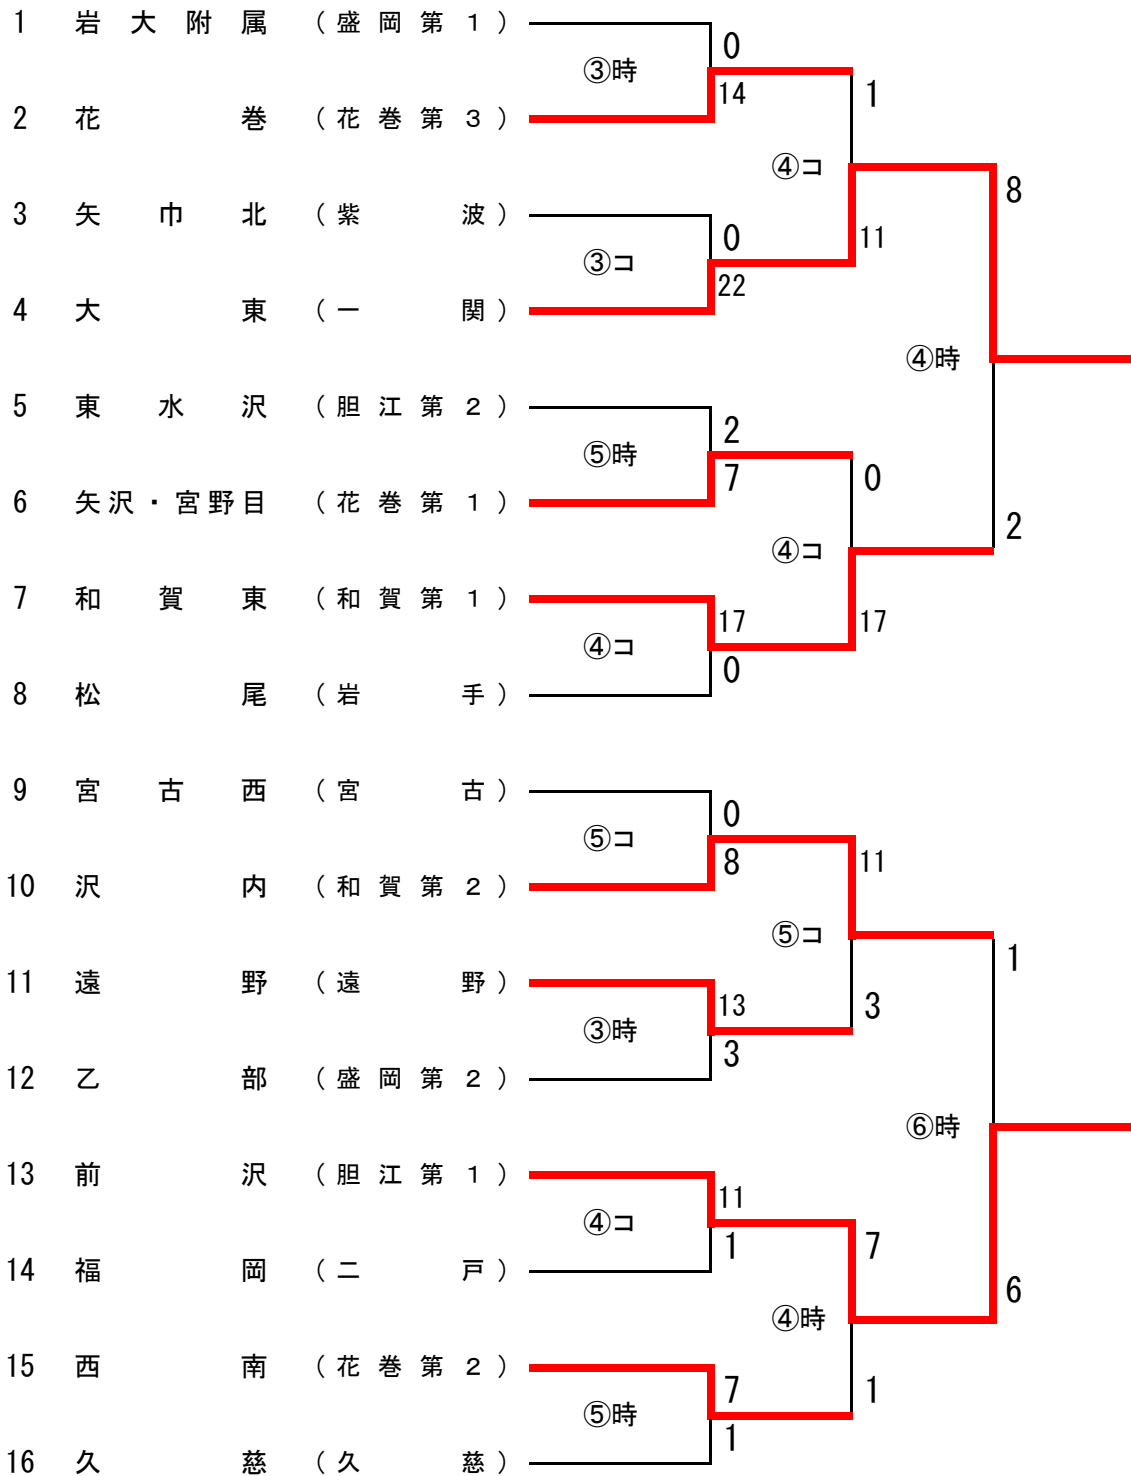 1 岩大附属 （盛岡第１）
0
③時
14
1
2 花巻 （花巻第３）
④コ
8
3 矢巾北 （紫波）
0
11
③コ
22
4 大東 （一関）
④時
5 東水沢 （胆江第２）
2
⑤時
7
0
6 矢沢・宮野目 （花巻第１）
2
④コ
7 和賀東 （和賀第１）
17
17
④コ
0
8 松尾 （岩手）
9 宮古西 （宮古）
0
⑤コ
8
11
10 沢内 （和賀第２）
⑤コ
1
11 遠野 （遠野）
13
3
③時
3
12 乙部 （盛岡第２）
⑥時
13 前沢 （胆江第１）
11
④コ
1
7
14 福岡 （二戸）
6
④時
15 西南 （花巻第２）
7
1
⑤時
1
16 久慈 （久慈）